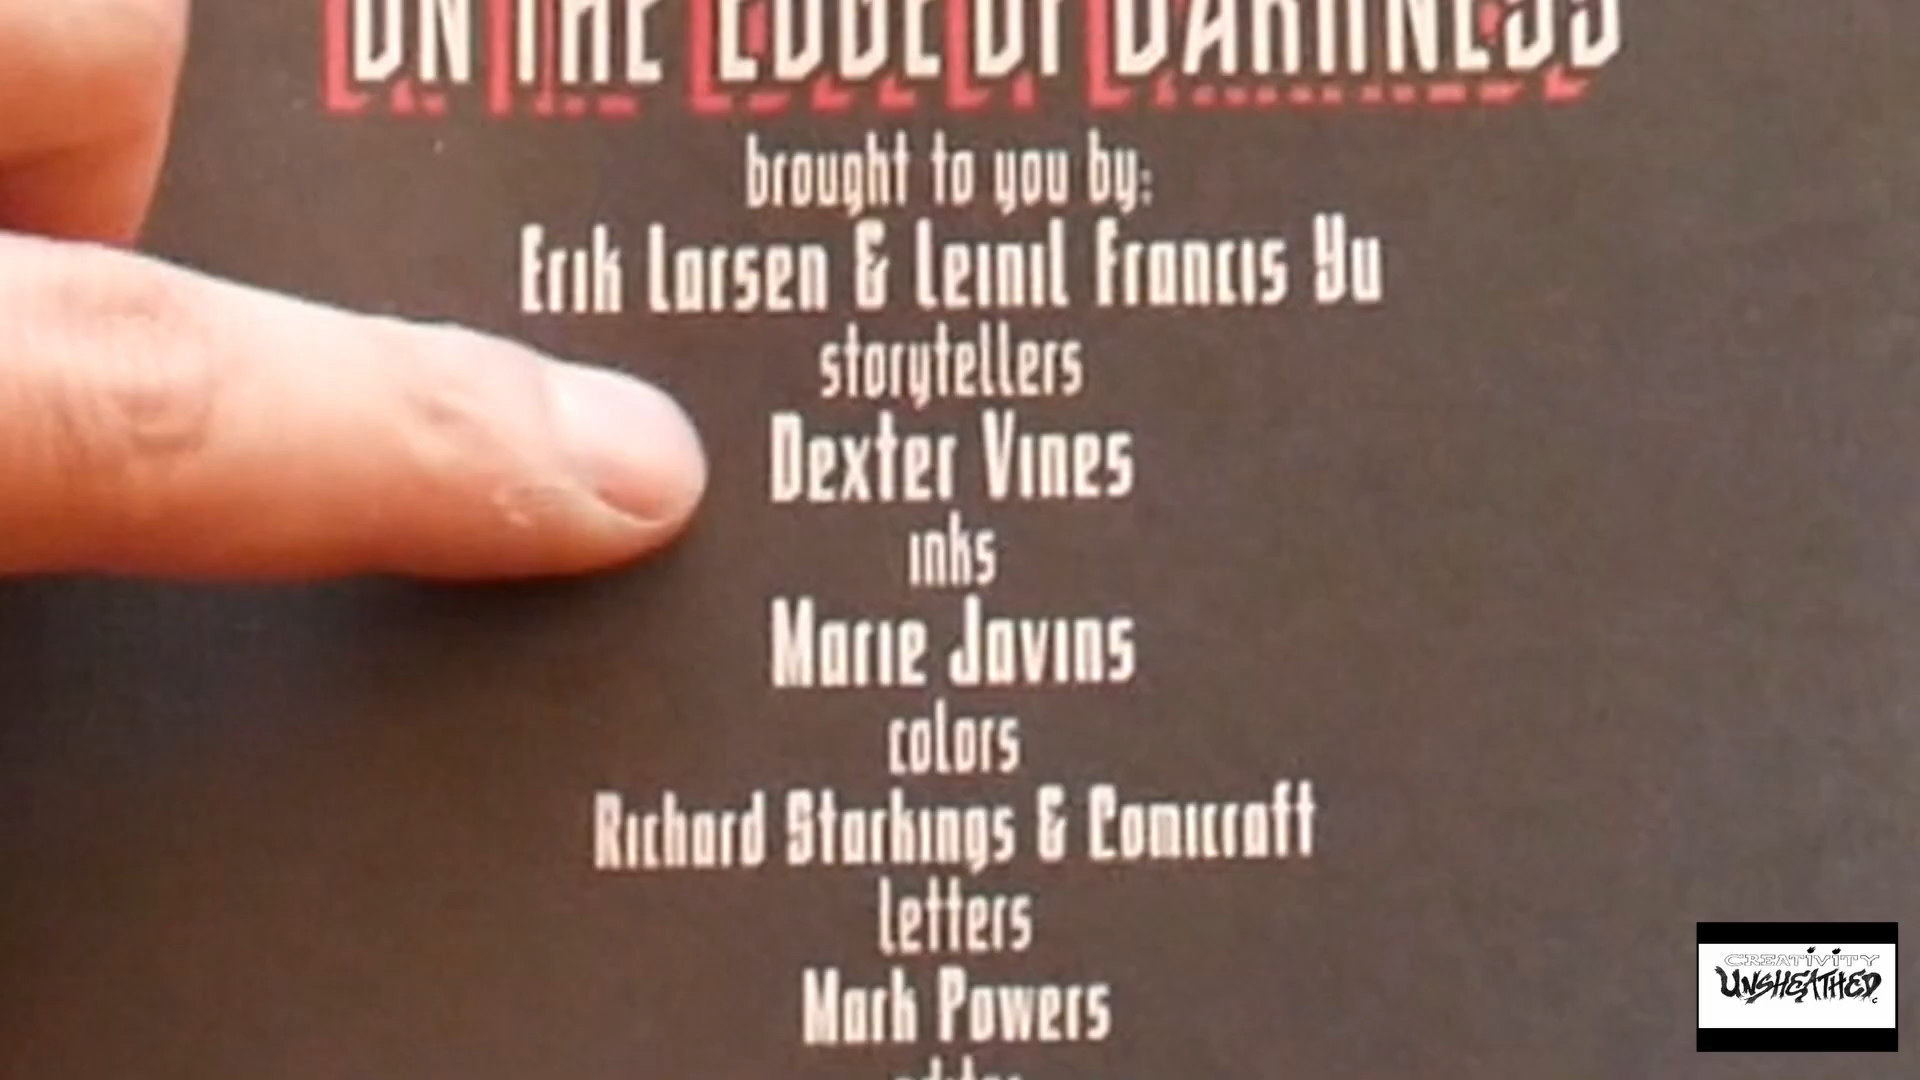 ON THE EDGE OF DARKNESS
brought to you by:
Erik Larsen & Leinil Francis Yu
storytellers
Dexter Vines
inks
Marie Javins
colors
Richard Starkings & Comicraft
letters
Mark Powers
editor
CREATIVITY
UNSHEATHED